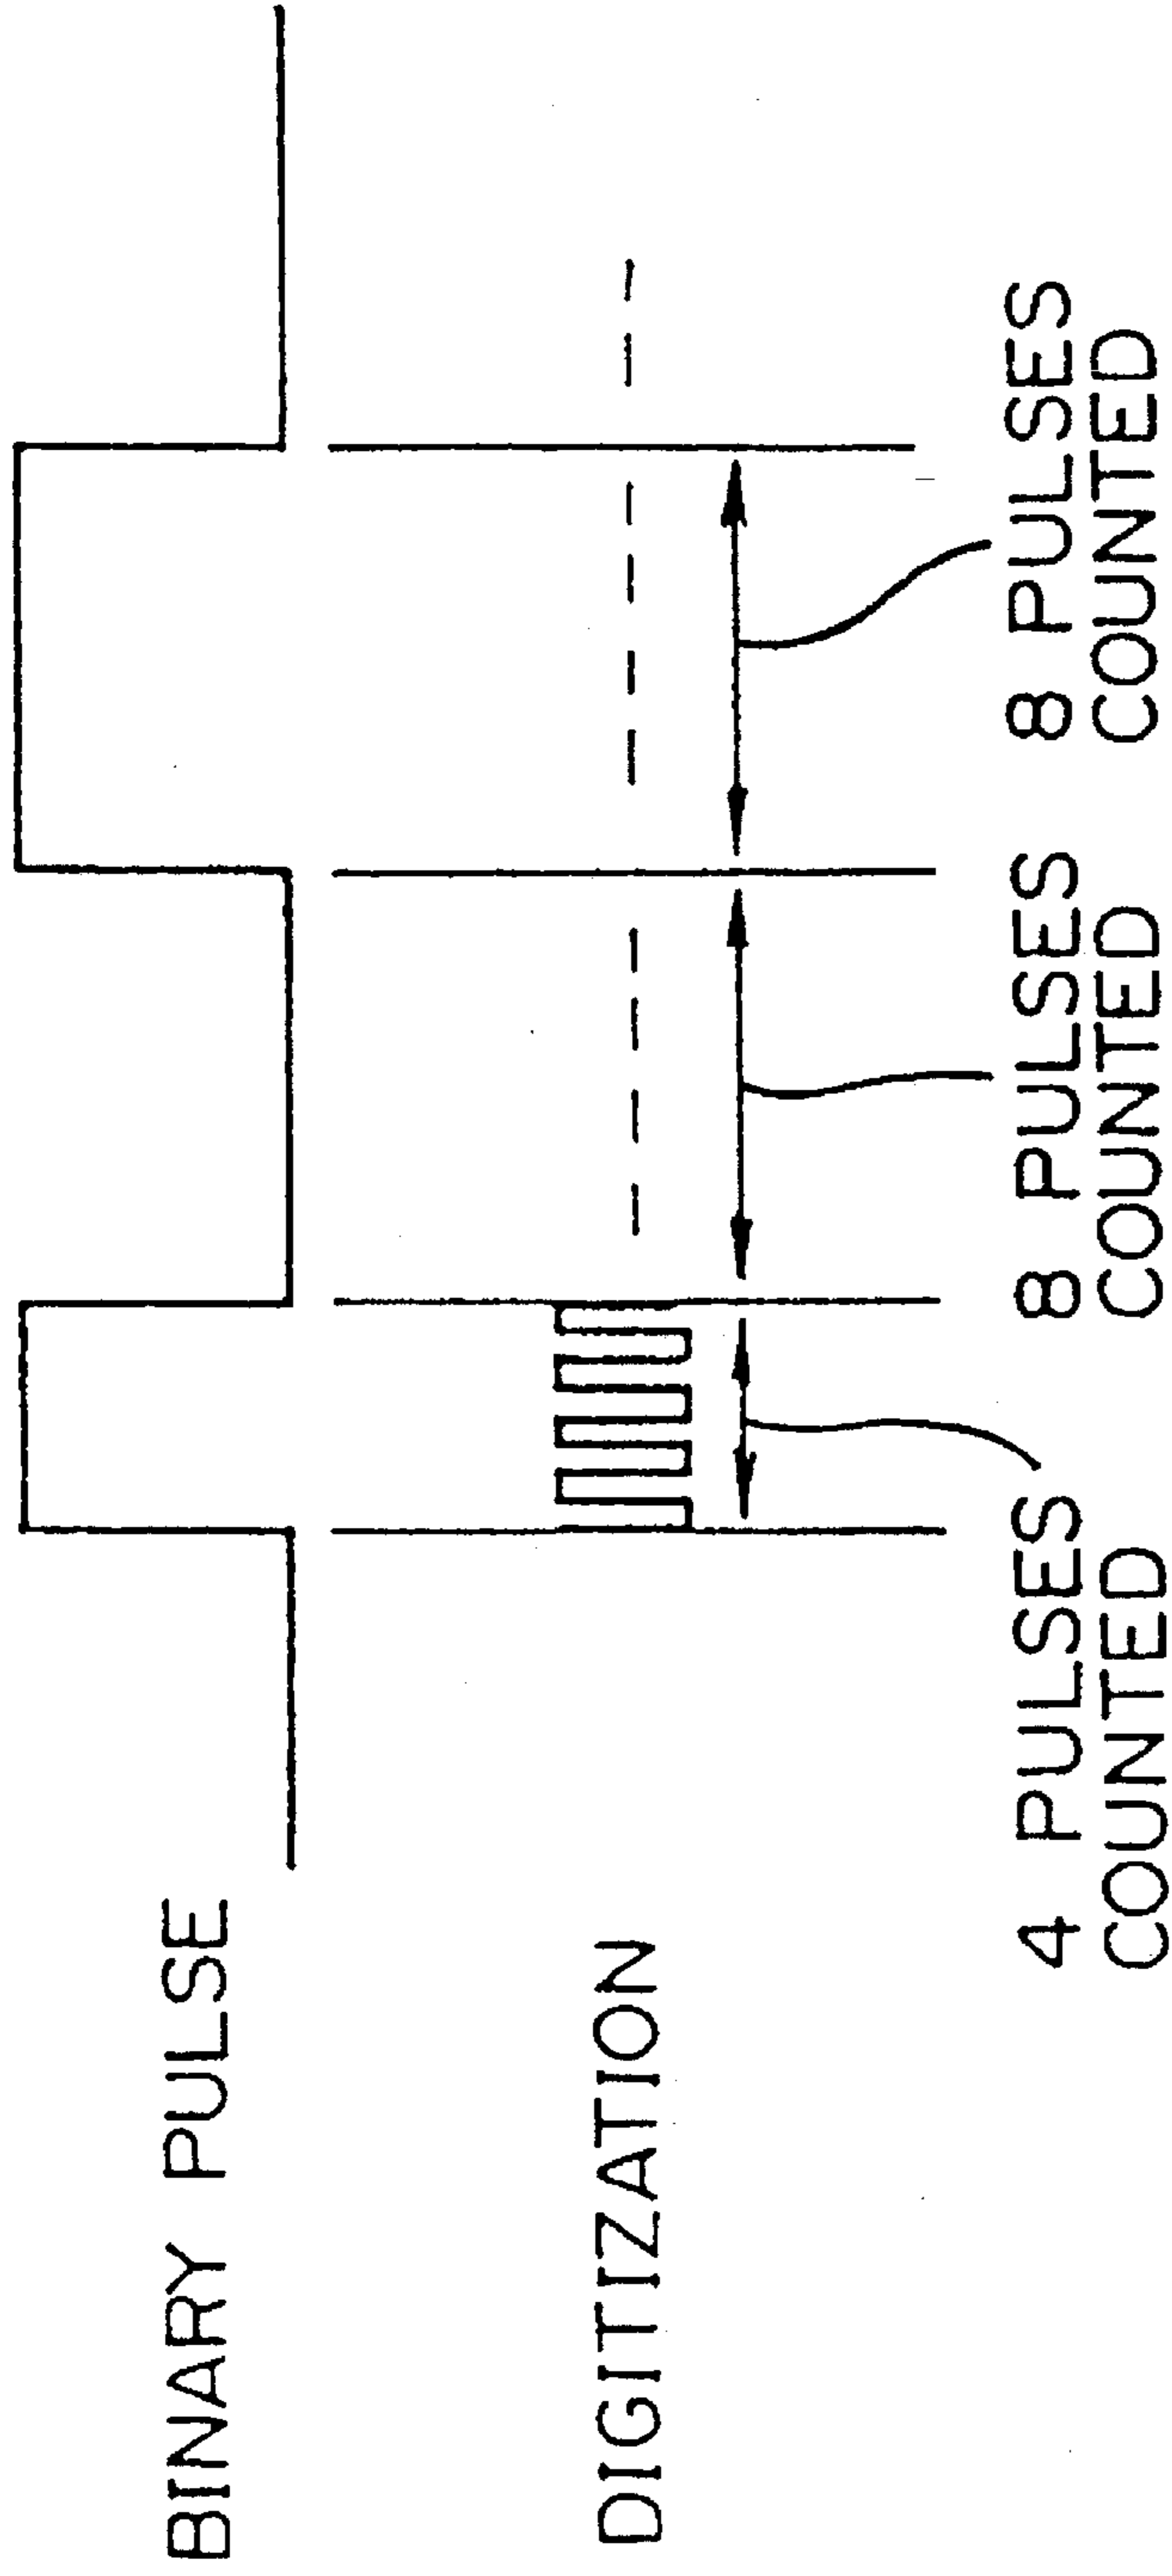 BINARY PULSE
DIGITIZATION
4 PULSES
COUNTED
8 PULSES
COUNTED
8 PULSES
COUNTED